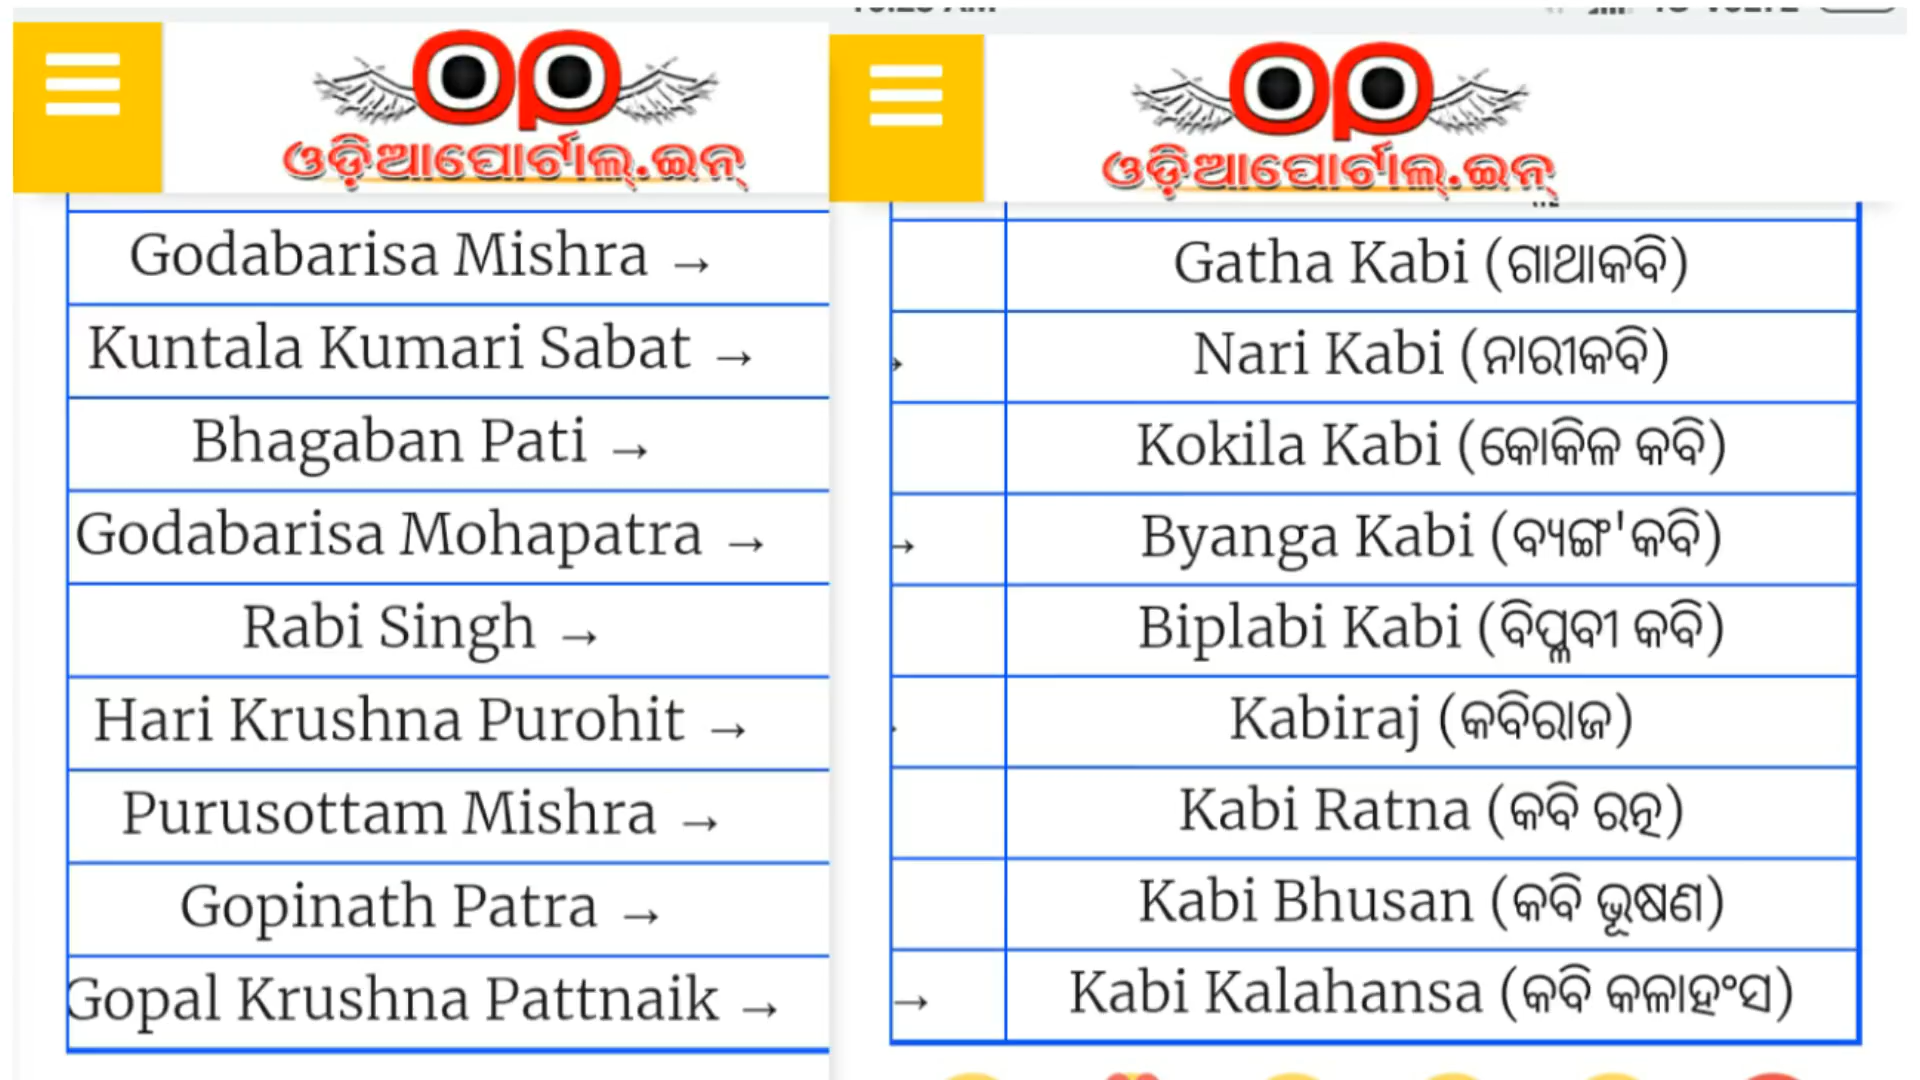 ଓଡ଼ିଆପୋର୍ଟାଲ୍.ଇନ୍
Godabarisa Mishra →
Kuntala Kumari Sabat →
Bhagaban Pati →
Godabarisa Mohapatra →
Rabi Singh →
Hari Krushna Purohit →
Purusottam Mishra →
Gopinath Patra →
Gopal Krushna Pattnaik →
ଓଡ଼ିଆପୋର୍ଟାଲ୍.ଇନ୍
Gatha Kabi (ଗାଥାକବି)
Nari Kabi (ନାରୀକବି)
Kokila Kabi (କୋକିଳ କବି)
Byanga Kabi (ବ୍ୟଙ୍ଗ'କବି)
Biplabi Kabi (ବିପ୍ଳବୀ କବି)
Kabiraj (କବିରାଜ)
Kabi Ratna (କବି ରତ୍ନ)
Kabi Bhusan (କବି ଭୂଷଣ)
→ Kabi Kalahansa (କବି କଳାହଂସ)